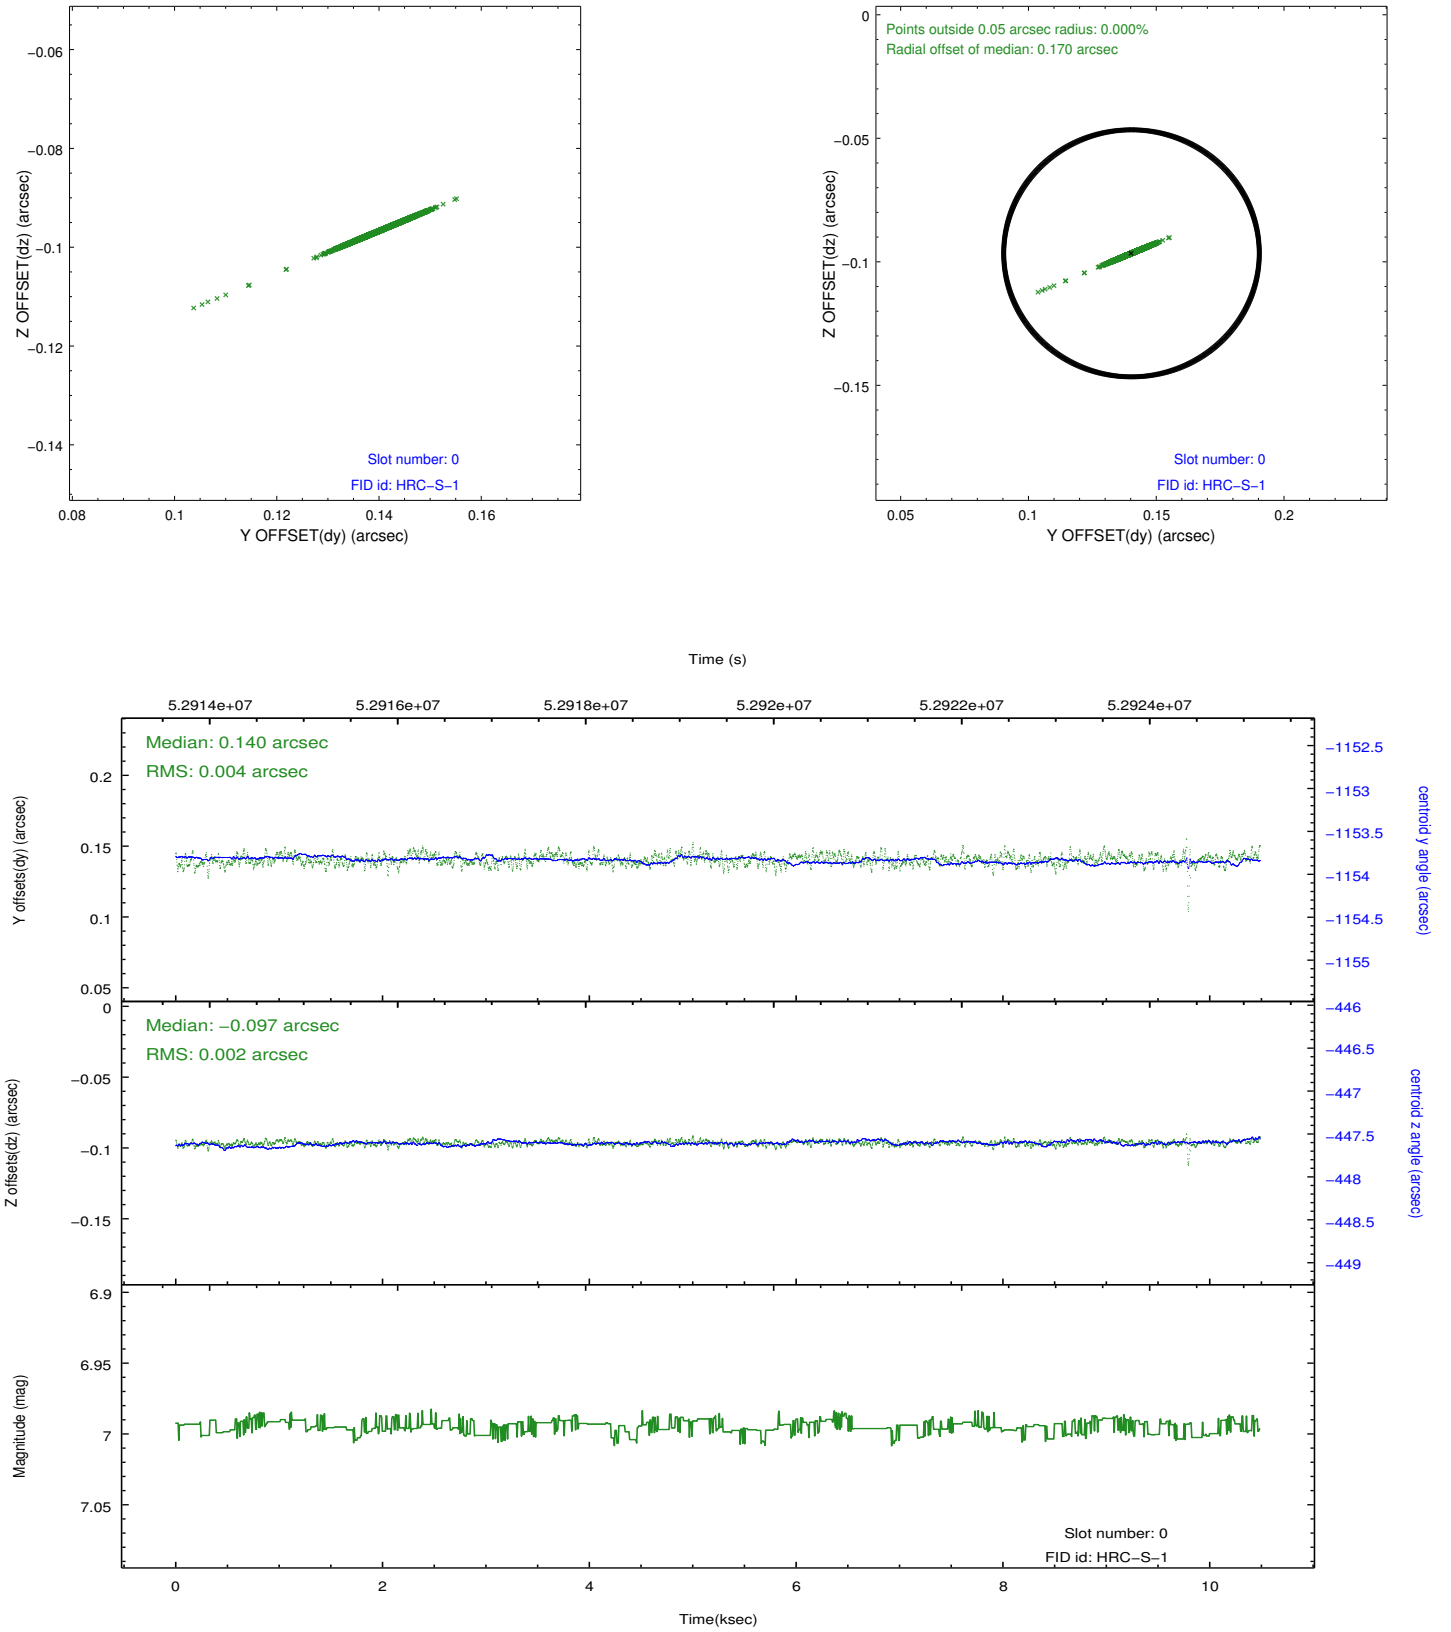 −0.06
−0.08
−0.1
−0.12
−0.14
Z OFFSET(dz) (arcsec)
Slot number: 0
FID id: HRC−S−1
0.08 0.1 0.12 0.14 0.16
Y OFFSET(dy) (arcsec)
Points outside 0.05 arcsec radius: 0.000%
Radial offset of median: 0.170 arcsec
0
−0.05
−0.1
−0.15
Z OFFSET(dz) (arcsec)
Slot number: 0
FID id: HRC−S−1
0.05 0.1 0.15 0.2
Y OFFSET(dy) (arcsec)
Time (s)
5.2914e+07 5.2916e+07 5.2918e+07 5.292e+07 5.2922e+07 5.2924e+07
Median: 0.140 arcsec
RMS: 0.004 arcsec
0.2
0.15
0.1
0.05
Y offsets(dy) (arcsec)
−1152.5
−1153
−1153.5
−1154
−1154.5
−1155
centroid y angle (arcsec)
Median: −0.097 arcsec
RMS: 0.002 arcsec
0
−0.05
−0.1
−0.15
Z offsets(dz) (arcsec)
−446
−446.5
−447
−447.5
−448
−448.5
−449
centroid z angle (arcsec)
6.9
6.95
7
7.05
Magnitude (mag)
Slot number: 0
FID id: HRC−S−1
0 2 4 6 8 10
Time(ksec)